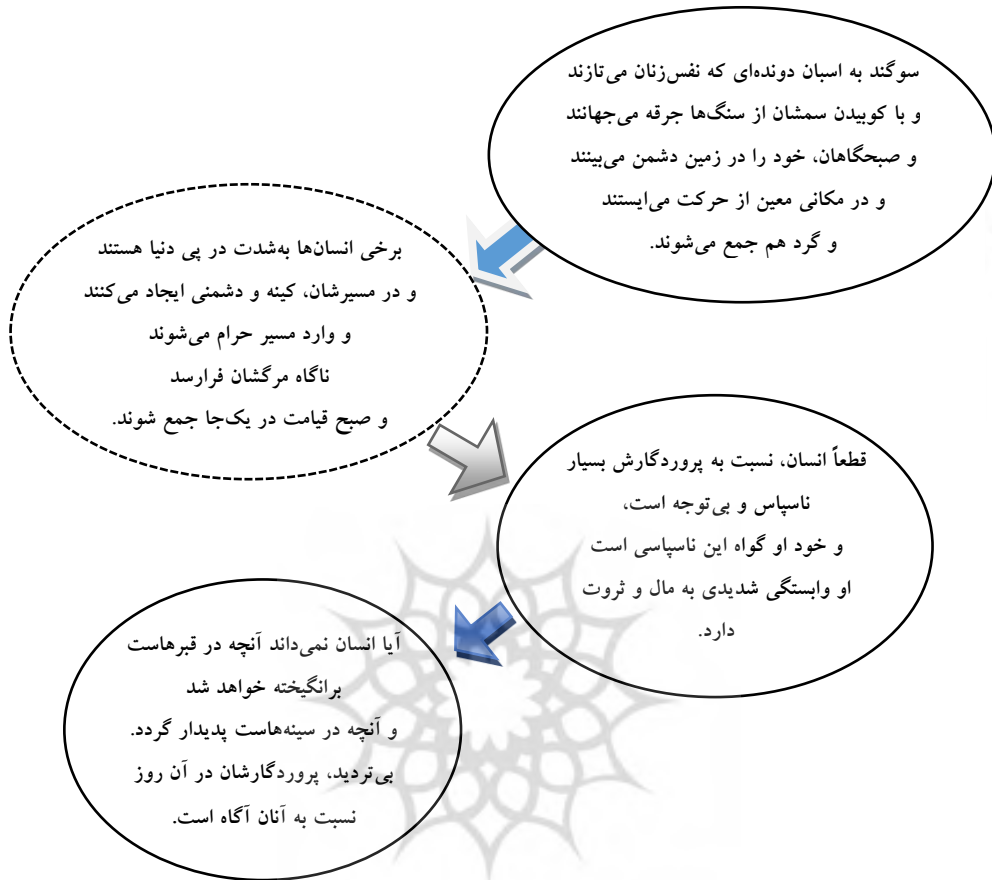 سوگند به اسبان دونده‌ای که نفس‌زنان می‌تازند
و با کوبیدن سمشان از سنگ‌ها جرقه می‌جهانند
و صبحگاهان، خود را در زمین دشمن می‌بینند
و در مکانی معین از حرکت می‌ایستند
و گرد هم جمع می‌شوند.
برخی انسان‌ها به‌شدت در پی دنیا هستند
و در مسیرشان، کینه و دشمنی ایجاد می‌کنند
و وارد مسیر حرام می‌شوند
ناگاه مرگشان فرارسد
و صبح قیامت در یک‌جا جمع شوند.
قطعاً انسان، نسبت به پروردگارش بسیار
ناسپاس و بی‌توجه است،
و خود او گواه این ناسپاسی است
او وابستگی شدیدی به مال و ثروت
دارد.
آیا انسان نمی‌داند آنچه در قبرهاست
برانگیخته خواهد شد
و آنچه در سینه‌هاست پدیدار گردد.
بی‌تردید، پروردگارشان در آن روز
نسبت به آنان آگاه است.